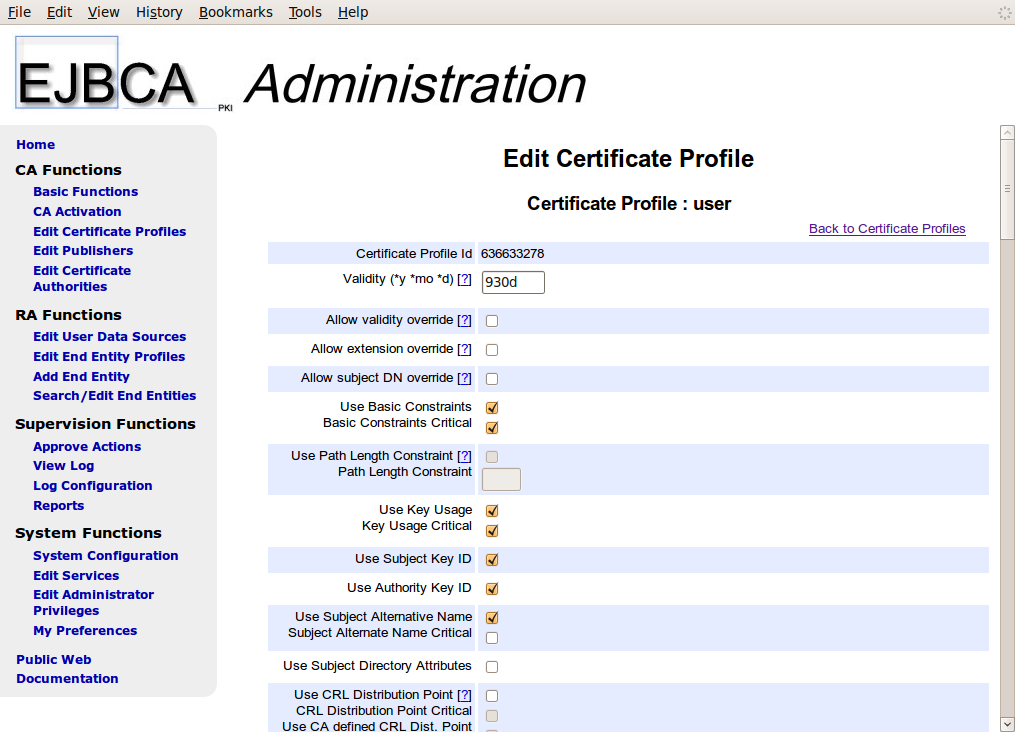 File Edit View History Bookmarks Tools Help
EJBCA PKI Administration
Home
CA Functions
Basic Functions
CA Activation
Edit Certificate Profiles
Edit Publishers
Edit Certificate
Authorities
RA Functions
Edit User Data Sources
Edit End Entity Profiles
Add End Entity
Search/Edit End Entities
Supervision Functions
Approve Actions
View Log
Log Configuration
Reports
System Functions
System Configuration
Edit Services
Edit Administrator
Privileges
My Preferences
Public Web
Documentation
Edit Certificate Profile
Certificate Profile : user
Back to Certificate Profiles
Certificate Profile Id 636633278
Validity (*y *mo *d) [?] 930d
Allow validity override [?]
Allow extension override [?]
Allow subject DN override [?]
Use Basic Constraints
Basic Constraints Critical
Use Path Length Constraint [?]
Path Length Constraint
Use Key Usage
Key Usage Critical
Use Subject Key ID
Use Authority Key ID
Use Subject Alternative Name
Subject Alternate Name Critical
Use Subject Directory Attributes
Use CRL Distribution Point [?]
CRL Distribution Point Critical
Use CA defined CRL Dist. Point